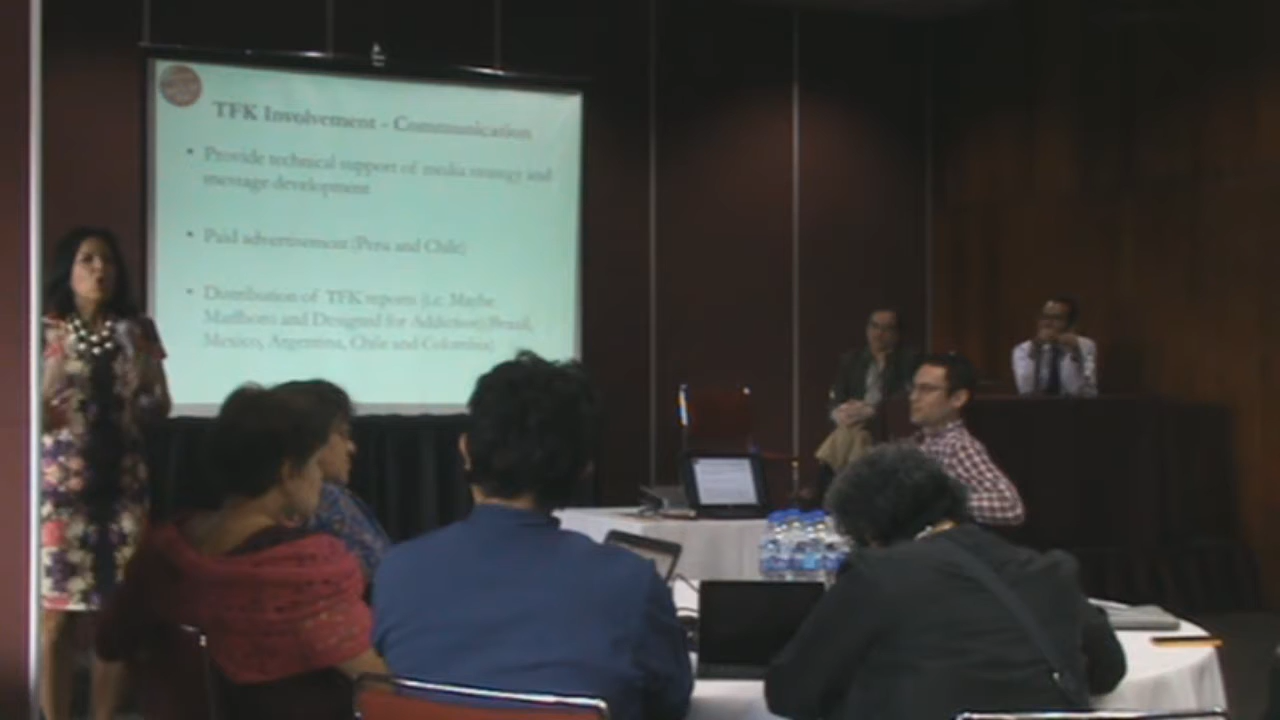 TFK Involvement - Communication
• Provide technical support of media strategy and
message development
• Paid advertisement (Peru and Chile)
• Distribution of TFK reports (i.e. Maybe
Marlboro and Designed for Addiction) (Brazil,
Mexico, Argentina, Chile and Colombia)